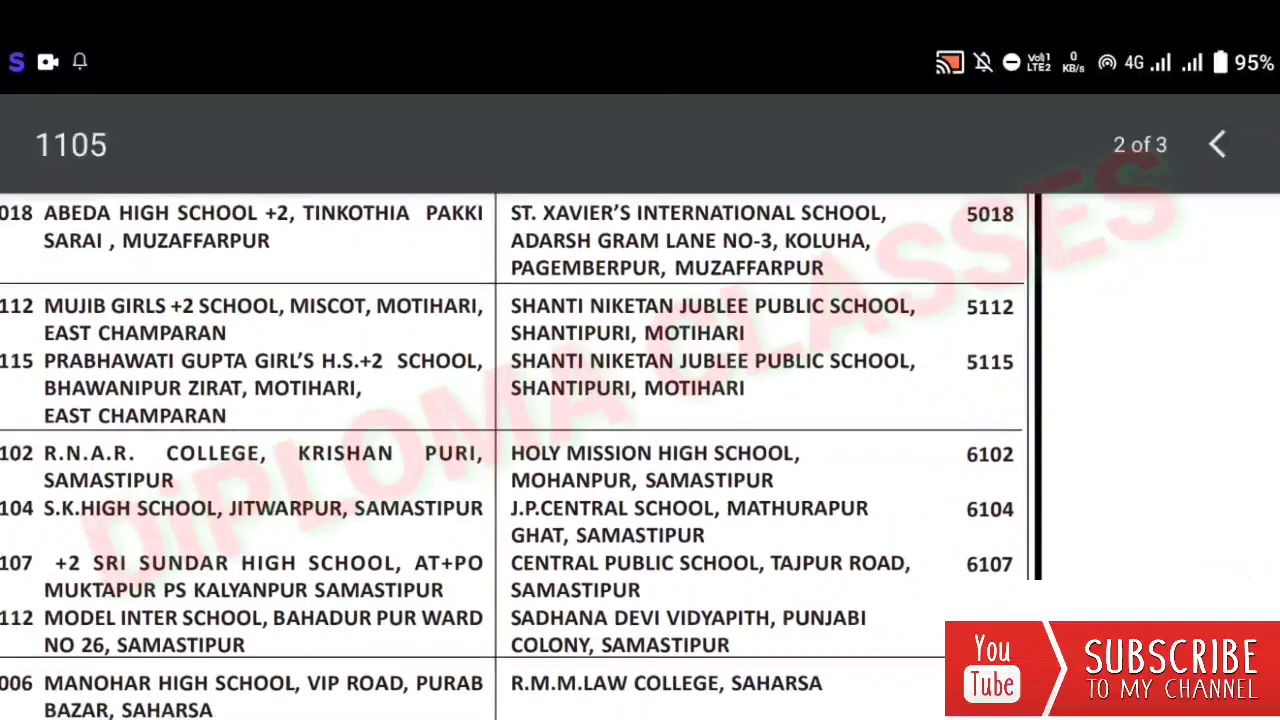 S
Vo))1
LTE2
0
KB/s
4G
95%
1105
2 of 3
018 ABEDA HIGH SCHOOL +2, TINKOTHIA PAKKI
SARAI , MUZAFFARPUR
ST. XAVIER'S INTERNATIONAL SCHOOL,
ADARSH GRAM LANE NO-3, KOLUHA,
PAGEMBERPUR, MUZAFFARPUR
5018
112 MUJIB GIRLS +2 SCHOOL, MISCOT, MOTIHARI,
EAST CHAMPARAN
SHANTI NIKETAN JUBLEE PUBLIC SCHOOL,
SHANTIPURI, MOTIHARI
5112
115 PRABHAWATI GUPTA GIRL'S H.S.+2 SCHOOL,
BHAWANIPUR ZIRAT, MOTIHARI,
EAST CHAMPARAN
SHANTI NIKETAN JUBLEE PUBLIC SCHOOL,
SHANTIPURI, MOTIHARI
5115
102 R.N.A.R. COLLEGE, KRISHAN PURI,
SAMASTIPUR
HOLY MISSION HIGH SCHOOL,
MOHANPUR, SAMASTIPUR
6102
104 S.K.HIGH SCHOOL, JITWARPUR, SAMASTIPUR
J.P.CENTRAL SCHOOL, MATHURAPUR
GHAT, SAMASTIPUR
6104
107 +2 SRI SUNDAR HIGH SCHOOL, AT+PO
MUKTAPUR PS KALYANPUR SAMASTIPUR
CENTRAL PUBLIC SCHOOL, TAJPUR ROAD,
SAMASTIPUR
6107
112 MODEL INTER SCHOOL, BAHADUR PUR WARD
NO 26, SAMASTIPUR
SADHANA DEVI VIDYAPITH, PUNJABI
COLONY, SAMASTIPUR
006 MANOHAR HIGH SCHOOL, VIP ROAD, PURAB
BAZAR, SAHARSA
R.M.M.LAW COLLEGE, SAHARSA
DiPLOMA CLASSES
You
Tube
SUBSCRIBE
TO MY CHANNEL